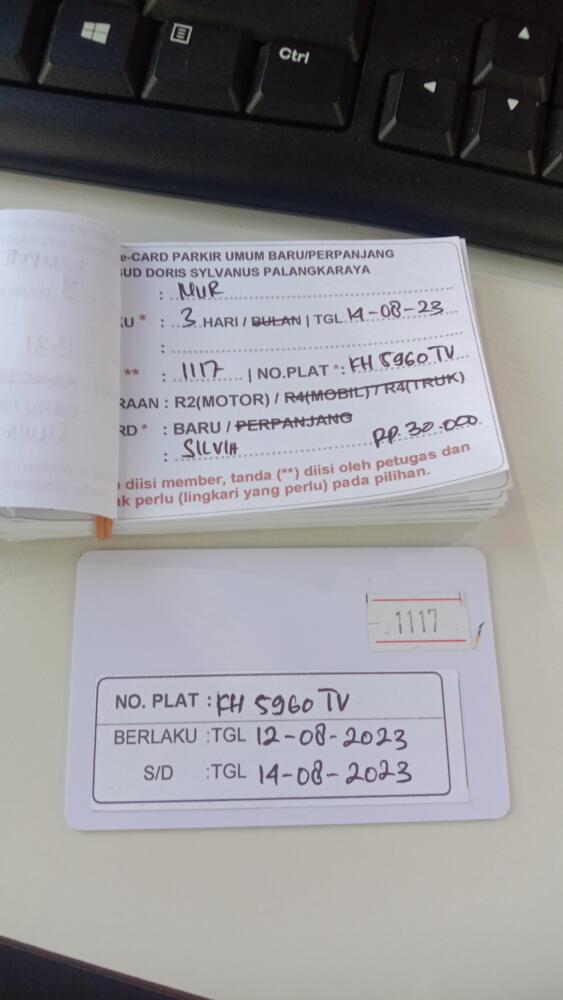 Ctrl
e-CARD PARKIR UMUM BARU/PERPANJANG
SUD DORIS SYLVANUS PALANGKARAYA
: NUR
KU * : 3 HARI / BULAN | TGL 14-08-23
:
** : 1117 | NO.PLAT *: KH 5960 TV
RAAN : R2(MOTOR) / R4(MOBIL) / R4(TRUK)
RD * : BARU / PERPANJANG
: SILVIA RP. 30.000
diisi member, tanda (**) diisi oleh petugas dan
ak perlu (lingkari yang perlu) pada pilihan.
1117
NO. PLAT : KH 5960 TV
BERLAKU :TGL 12-08-2023
S/D :TGL 14-08-2023